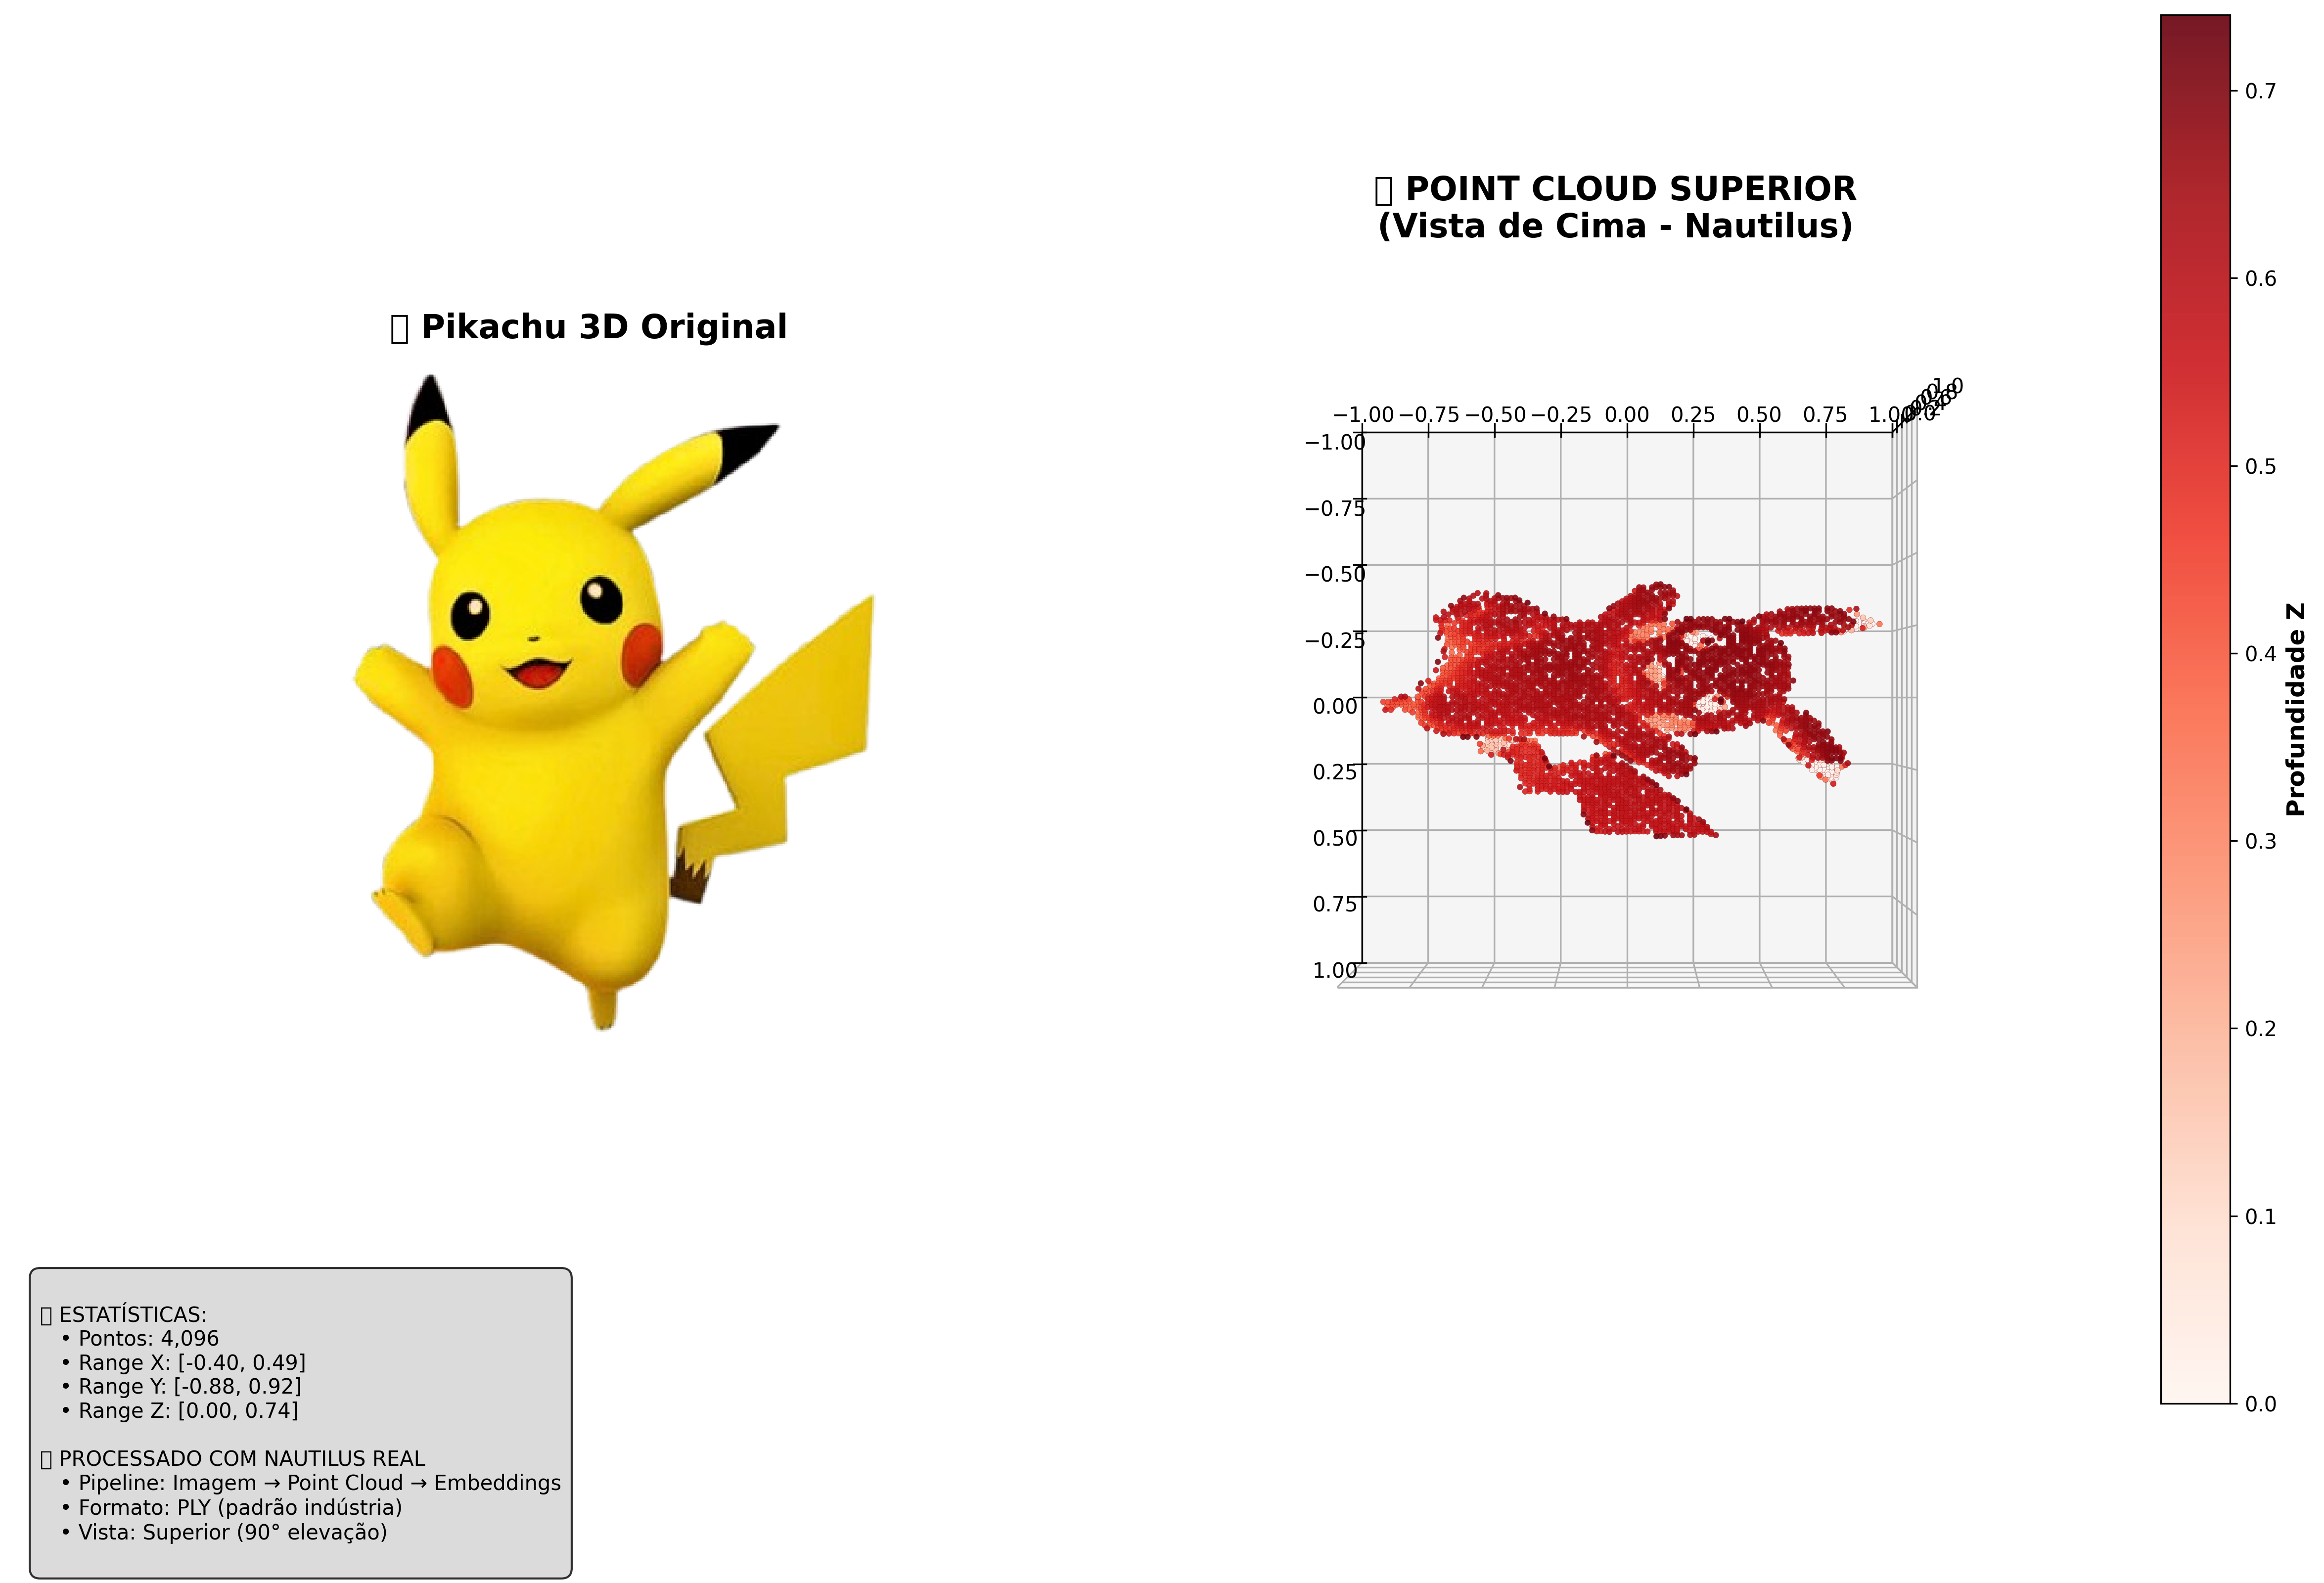 Pikachu 3D Original
POINT CLOUD SUPERIOR
(Vista de Cima - Nautilus)
−1.00 −0.75 −0.50 −0.25 0.00 0.25 0.50 0.75
−1.00
−0.75
−0.50
−0.25
0.00
0.25
0.50
0.75
1.00
0.7
0.6
0.5
0.4
0.3
0.2
0.1
0.0
Profundidade Z
ESTATÍSTICAS:
• Pontos: 4,096
• Range X: [-0.40, 0.49]
• Range Y: [-0.88, 0.92]
• Range Z: [0.00, 0.74]
PROCESSADO COM NAUTILUS REAL
• Pipeline: Imagem → Point Cloud → Embeddings
• Formato: PLY (padrão indústria)
• Vista: Superior (90° elevação)